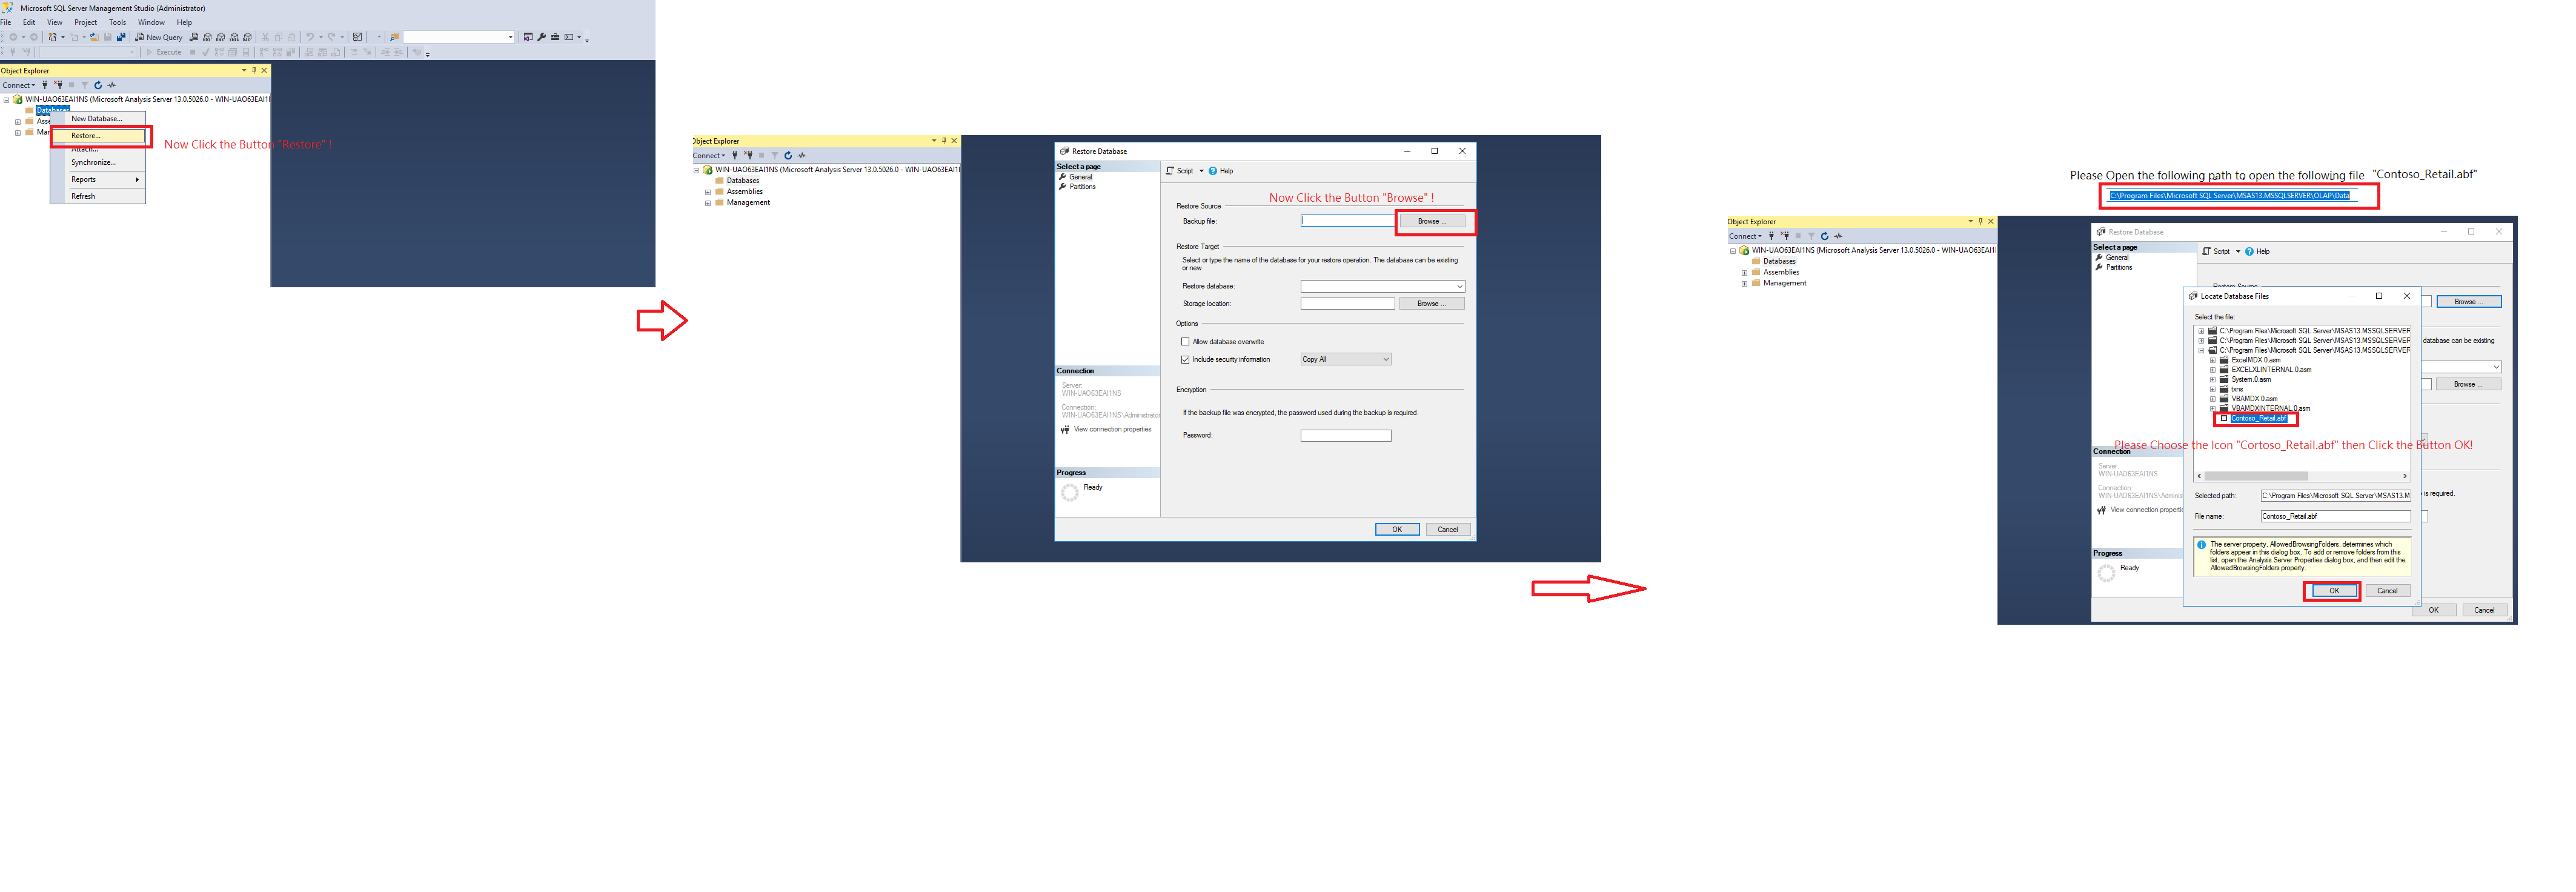 Microsoft SQL Server Management Studio (Administrator)
File Edit View Project Tools Window Help
New Query
Execute
Object Explorer
Connect
WIN-UAO63EAI1NS (Microsoft Analysis Server 13.0.5026.0 - WIN-UAO63EAI1
Databases
Ass
Mar
New Database...
Restore...
Attach...
Synchronize...
Reports
Refresh
Now Click the Button "Restore" !
Object Explorer
Connect
WIN-UAO63EAI1NS (Microsoft Analysis Server 13.0.5026.0 - WIN-UAO63EAI1
Databases
Assemblies
Management
Restore Database
Select a page
General
Partitions
Script Help
Now Click the Button "Browse" !
Restore Source
Backup file:
Browse ...
Restore Target
Select or type the name of the database for your restore operation. The database can be existing
or new.
Restore database:
Storage location:
Browse ...
Options
Allow database overwrite
Include security information
Copy All
Encryption
If the backup file was encrypted, the password used during the backup is required.
Password:
Connection
Server:
WIN-UAO63EAI1NS
Connection:
WIN-UAO63EAI1NS\Administrator
View connection properties
Progress
Ready
OK
Cancel
Please Open the following path to open the following file "Contoso_Retail.abf"
C:\Program Files\Microsoft SQL Server\MSAS13.MSSQLSERVER\OLAP\Data
Object Explorer
Connect
WIN-UAO63EAI1NS (Microsoft Analysis Server 13.0.5026.0 - WIN-UAO63EAI1
Databases
Assemblies
Management
Restore Database
Select a page
General
Partitions
Script Help
Restore Source
Browse ...
database can be existing
Browse ...
Locate Database Files
Select the file:
C:\Program Files\Microsoft SQL Server\MSAS13.MSSQLSERVER
C:\Program Files\Microsoft SQL Server\MSAS13.MSSQLSERVER
C:\Program Files\Microsoft SQL Server\MSAS13.MSSQLSERVER
ExcelMDX.0.asm
EXCELXLINTERNAL.0.asm
System.0.asm
txns
VBAMDX.0.asm
VBAMDXINTERNAL.0.asm
Contoso_Retail.abf
Please Choose the Icon "Cortoso_Retail.abf" then Click the Button OK!
Selected path:
C:\Program Files\Microsoft SQL Server\MSAS13.M
File name:
Contoso_Retail.abf
The server property, AllowedBrowsingFolders, determines which
folders appear in this dialog box. To add or remove folders from this
list, open the Analysis Server Properties dialog box, and then edit the
AllowedBrowsingFolders property.
OK
Cancel
Connection
Server:
WIN-UAO63EAI1NS
Connection:
WIN-UAO63EAI1NS\Adminis
View connection properti
is required.
Progress
Ready
OK
Cancel